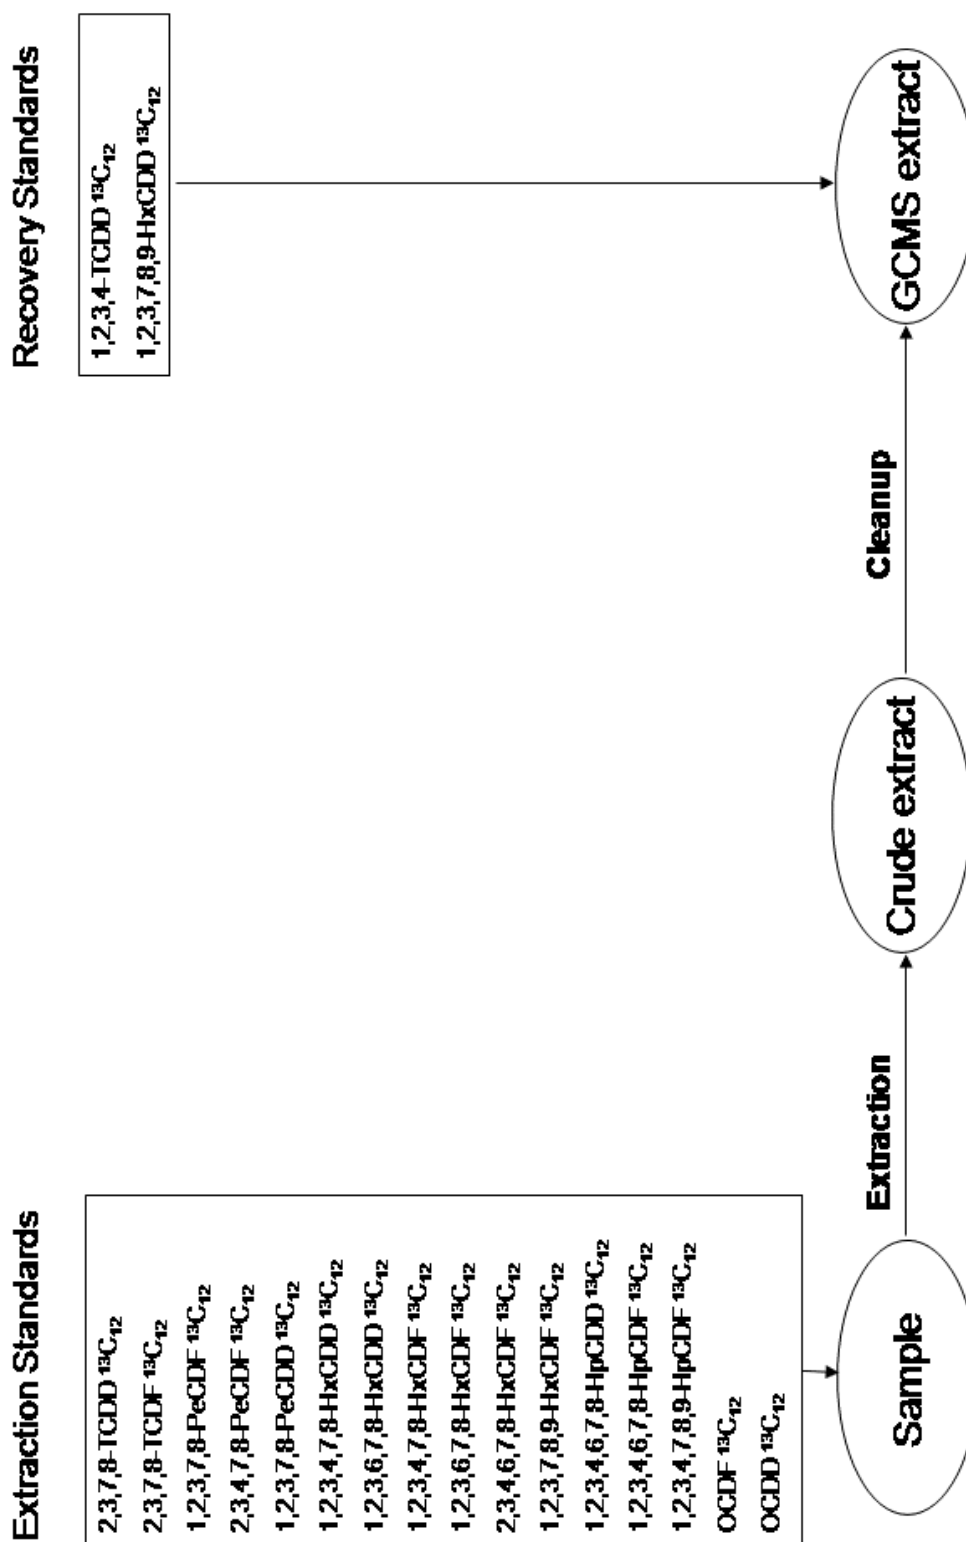 Extraction Standards
2,3,7,8-TCDD ¹³C₁₂
2,3,7,8-TCDF ¹³C₁₂
1,2,3,7,8-PeCDF ¹³C₁₂
2,3,4,7,8-PeCDF ¹³C₁₂
1,2,3,7,8-PeCDD ¹³C₁₂
1,2,3,4,7,8-HxCDD ¹³C₁₂
1,2,3,6,7,8-HxCDD ¹³C₁₂
1,2,3,4,7,8-HxCDF ¹³C₁₂
1,2,3,6,7,8-HxCDF ¹³C₁₂
2,3,4,6,7,8-HxCDF ¹³C₁₂
1,2,3,7,8,9-HxCDF ¹³C₁₂
1,2,3,4,6,7,8-HpCDD ¹³C₁₂
1,2,3,4,6,7,8-HpCDF ¹³C₁₂
1,2,3,4,7,8,9-HpCDF ¹³C₁₂
OCDF ¹³C₁₂
OCDD ¹³C₁₂
Recovery Standards
1,2,3,4-TCDD ¹³C₁₂
1,2,3,7,8,9-HxCDD ¹³C₁₂
Sample
Extraction
Crude extract
Cleanup
GCMS extract